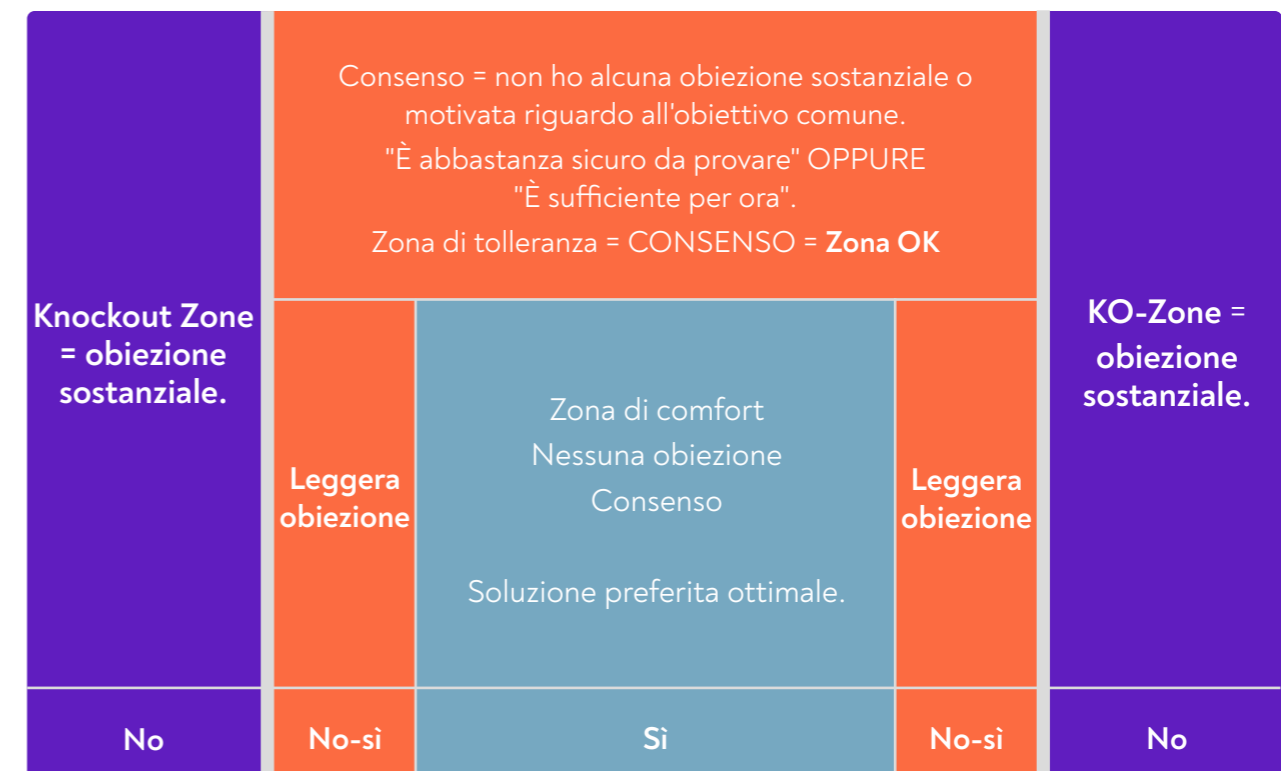 Consenso = non ho alcuna obiezione sostanziale o
motivata riguardo all'obiettivo comune.
"È abbastanza sicuro da provare" OPPURE
"È sufficiente per ora".
Zona di tolleranza = CONSENSO = Zona OK
Knockout Zone
= obiezione
sostanziale.
Leggera
obiezione
Zona di comfort
Nessuna obiezione
Consenso
Soluzione preferita ottimale.
Leggera
obiezione
KO-Zone =
obiezione
sostanziale.
No
No-sì
Sì
No-sì
No